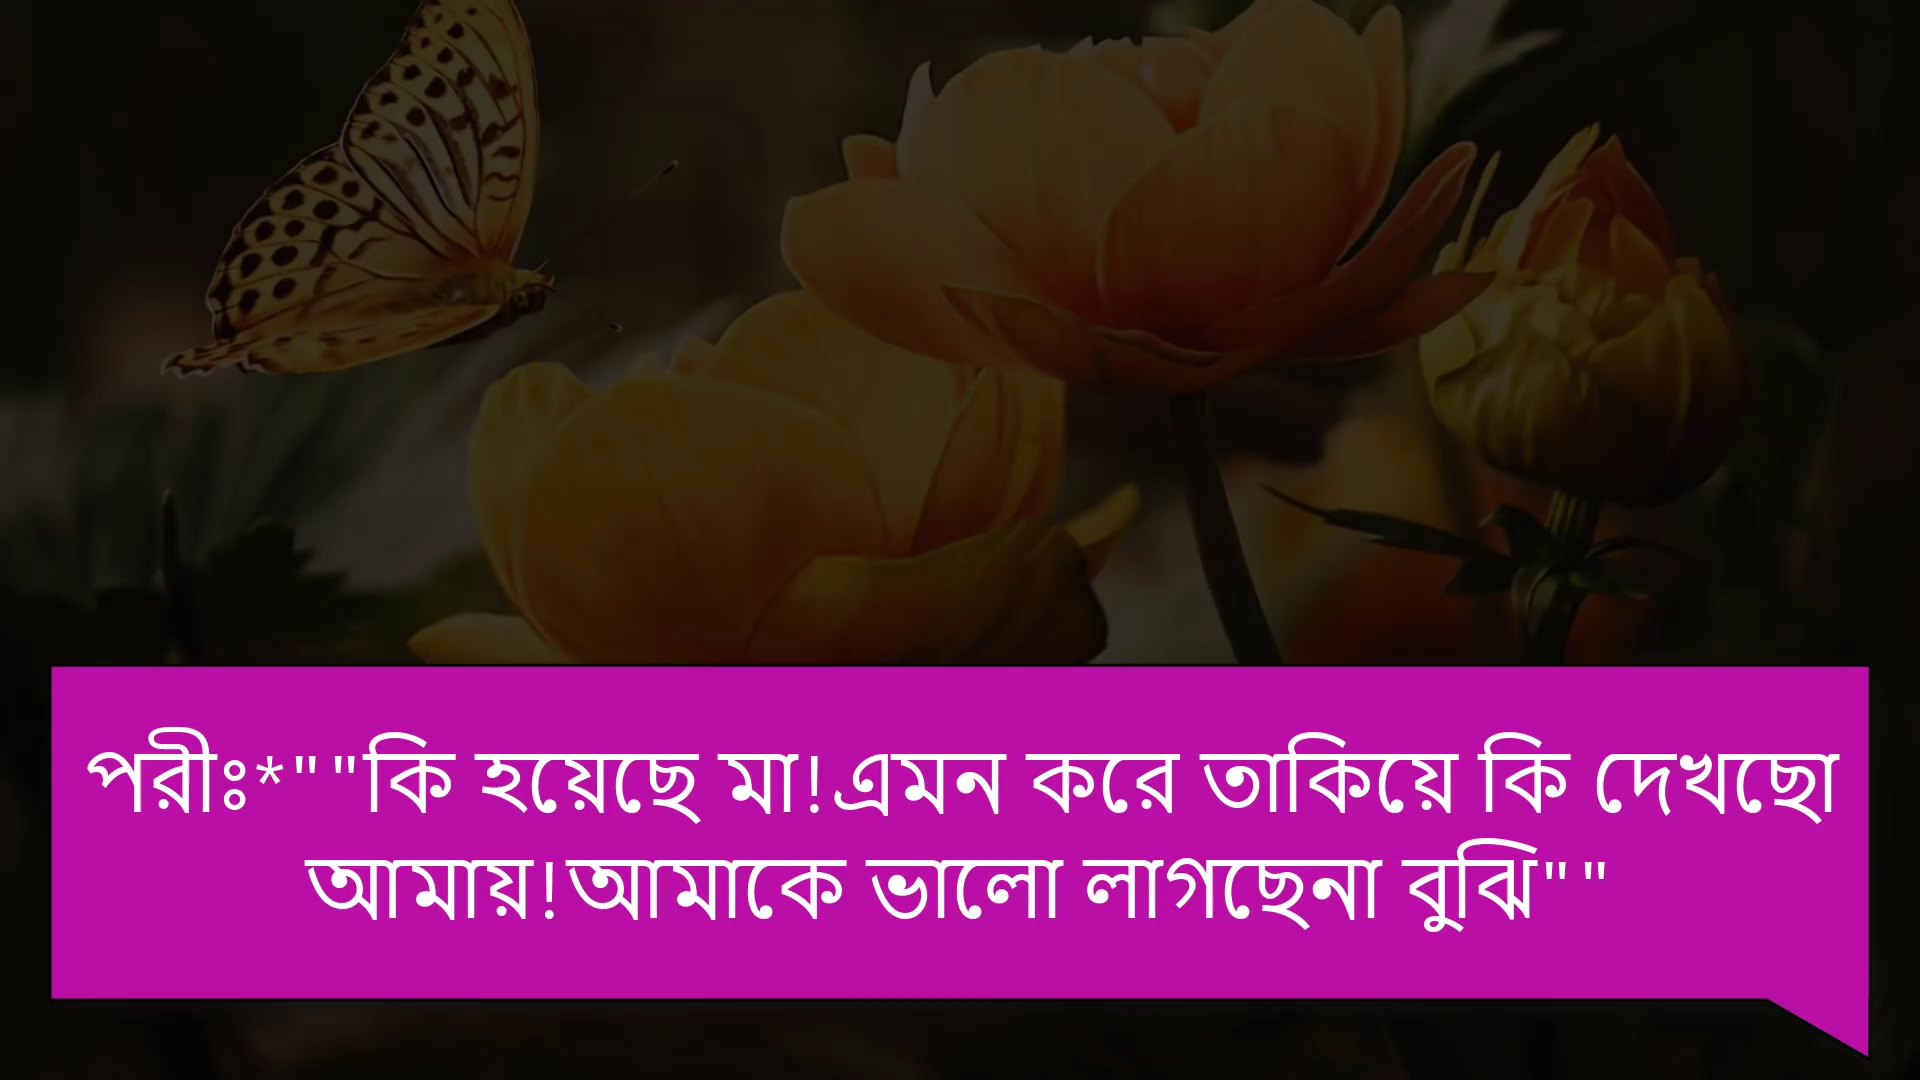 পরীঃ*""কি হয়েছে মা!এমন করে তাকিয়ে কি দেখছো
আমায়!আমাকে ভালো লাগছেনা বুঝি""